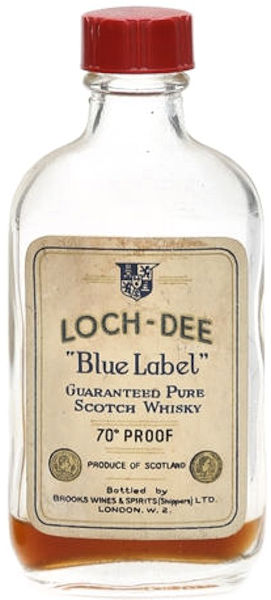 LOCH-DEE
"Blue Label"
GUARANTEED PURE
SCOTCH WHISKY
70° PROOF
PRODUCE OF SCOTLAND
Bottled by
BROOKS WINES & SPIRITS (Shippers) LTD.
LONDON. W. 2.